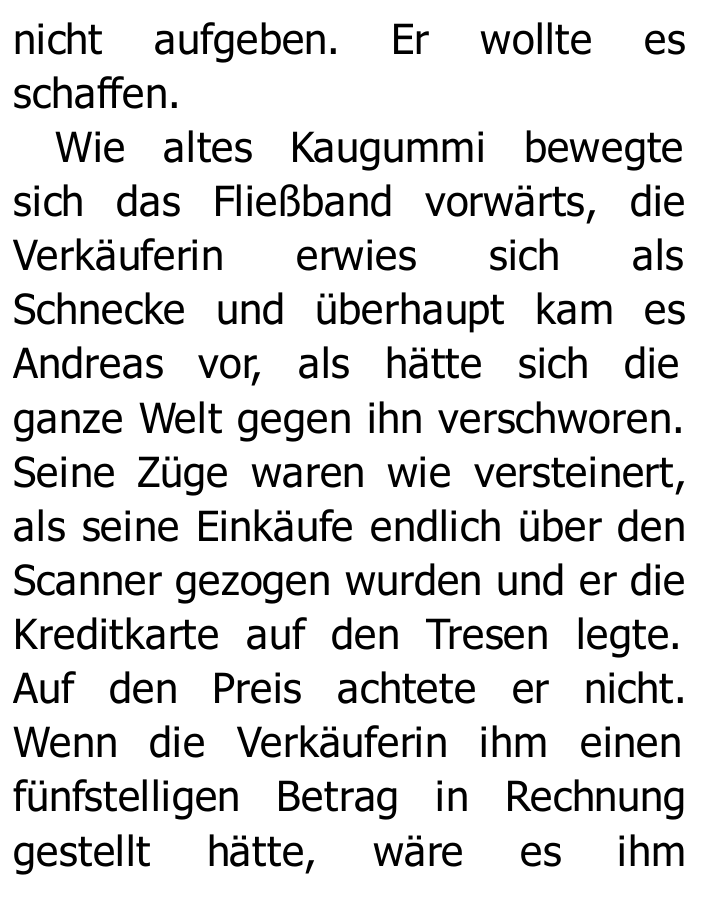 nicht aufgeben. Er wollte es
schaffen.
Wie altes Kaugummi bewegte
sich das Fließband vorwärts, die
Verkäuferin erwies sich als
Schnecke und überhaupt kam es
Andreas vor, als hätte sich die
ganze Welt gegen ihn verschworen.
Seine Züge waren wie versteinert,
als seine Einkäufe endlich über den
Scanner gezogen wurden und er die
Kreditkarte auf den Tresen legte.
Auf den Preis achtete er nicht.
Wenn die Verkäuferin ihm einen
fünfstelligen Betrag in Rechnung
gestellt hätte, wäre es ihm